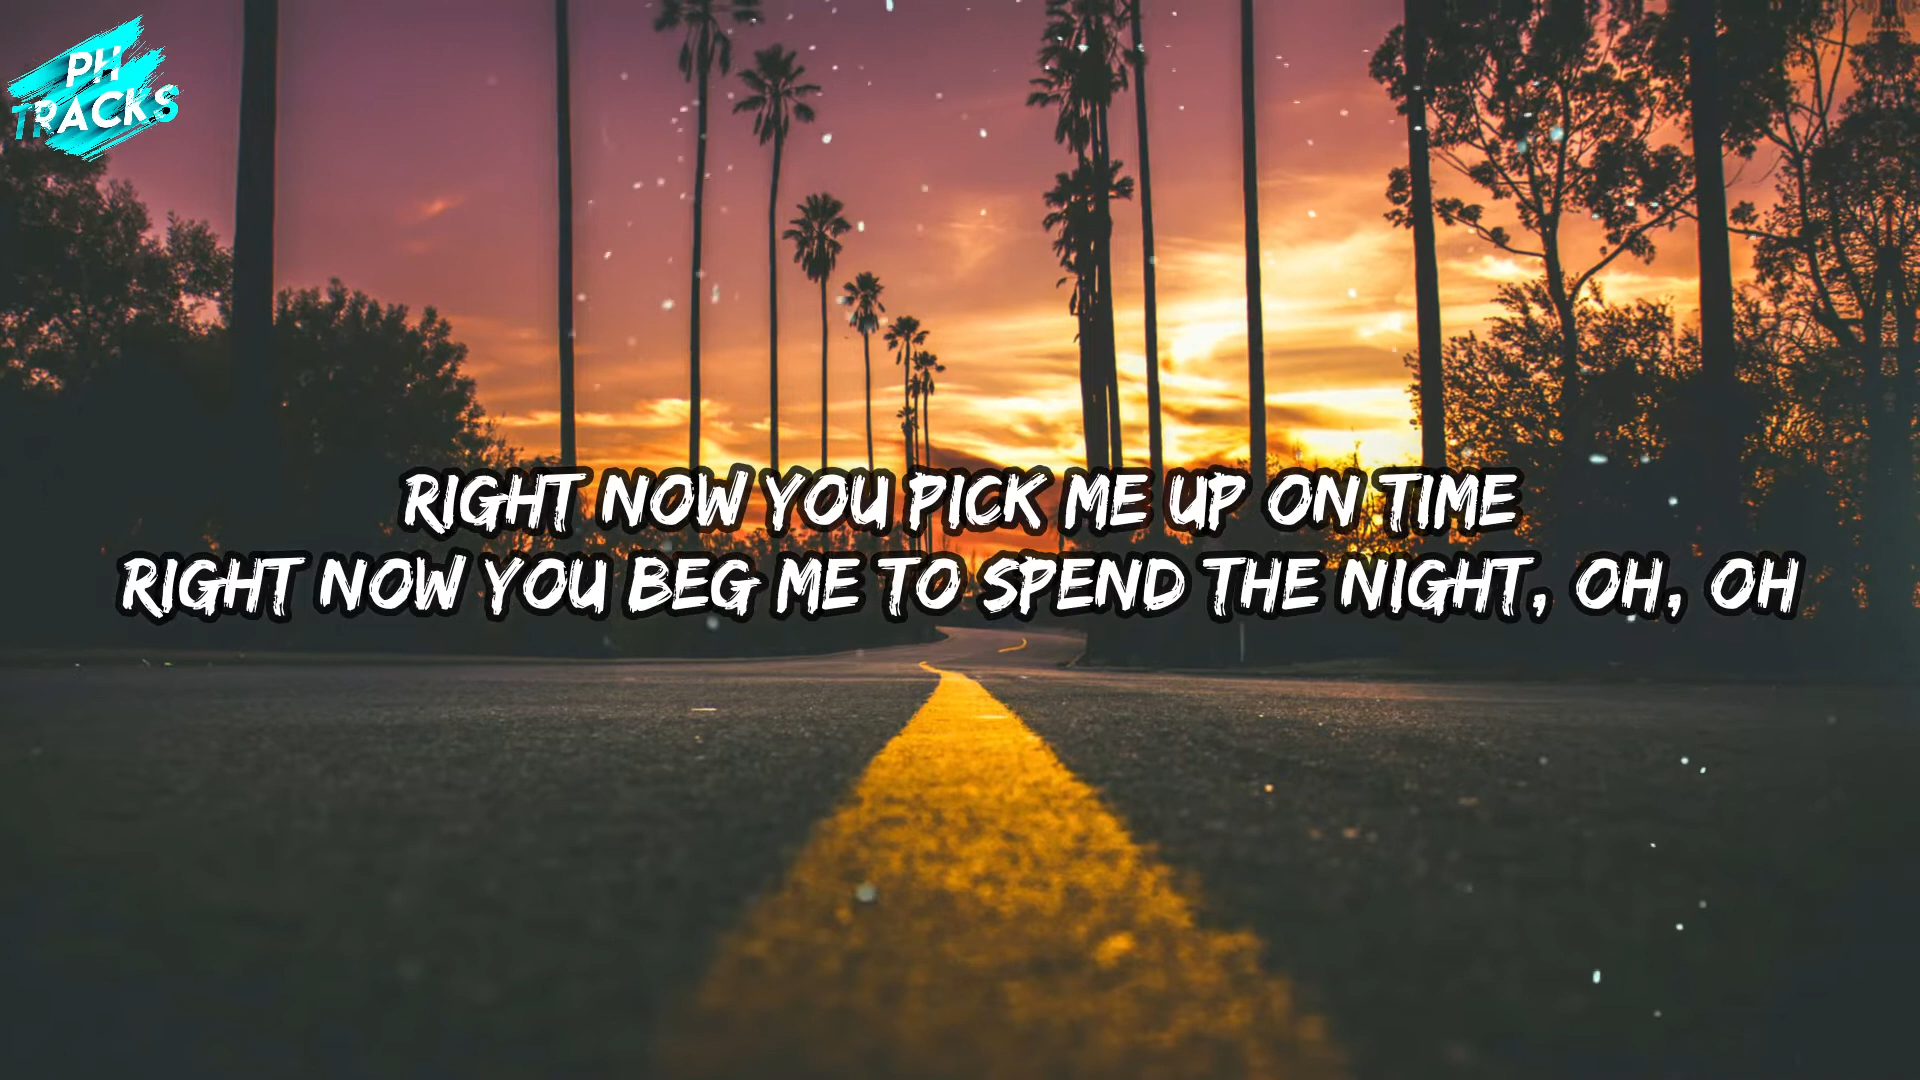 PH
TRACKS
RIGHT NOW YOU PICK ME UP ON TIME
RIGHT NOW YOU BEG ME TO SPEND THE NIGHT, OH, OH